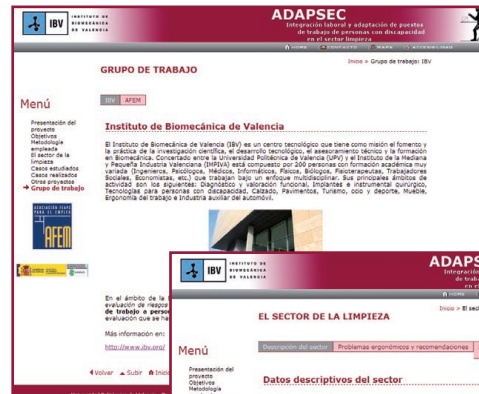 IBV
INSTITUTO DE
BIOMECÁNICA
DE VALENCIA
ADAPSEC
Integración laboral y adaptación de puestos
de trabajo de personas con discapacidad
en el sector limpieza
HOME CONTACTO MAPA ACCESIBILIDAD
Inicio > Grupo de trabajo: IBV
GRUPO DE TRABAJO
Menú
Presentación del
proyecto
Objetivos
Metodología
empleada
El sector de la
limpieza
Casos estudiados
Casos realizados
Otros proyectos
Grupo de trabajo
AFEM
IBV AFEM
Instituto de Biomecánica de Valencia
El Instituto de Biomecánica de Valencia (IBV) es un centro tecnológico que tiene como misión el fomento y
la práctica de la investigación científica, el desarrollo tecnológico, el asesoramiento técnico y la formación
en Biomecánica. Concertado entre la Universidad Politécnica de Valencia (UPV) y el Instituto de la Mediana
y Pequeña Industria Valenciana (IMPIVA) está compuesto por 200 personas con formación académica muy
variada (Ingenieros, Psicólogos, Médicos, Informáticos, Físicos, Biólogos, Fisioterapeutas, Trabajadores
Sociales, Economistas, etc.) que trabajan bajo un enfoque multidisciplinar. Sus principales ámbitos de
actividad son los siguientes: Diagnóstico y valoración funcional, Implantes e instrumental quirúrgico,
Tecnologías para personas con discapacidad, Calzado, Pavimentos, Turismo, ocio y deporte, Mueble,
Ergonomía del trabajo e Industria auxiliar del automóvil.
En el ámbito de la
evaluación de riesgos
de trabajo a perso
evaluación que se ha
Más información en:
http://www.ibv.org/
Volver Subir Inicio
IBV
INSTITUTO DE
BIOMECÁNICA
DE VALENCIA
ADAPSE
Integración
de trab
en el
HOME
Inicio > El sect
EL SECTOR DE LA LIMPIEZA
Menú
Presentación del
proyecto
Objetivos
Metodología
Descripción del sector Problemas ergonómicos y recomendaciones
Datos descriptivos del sector